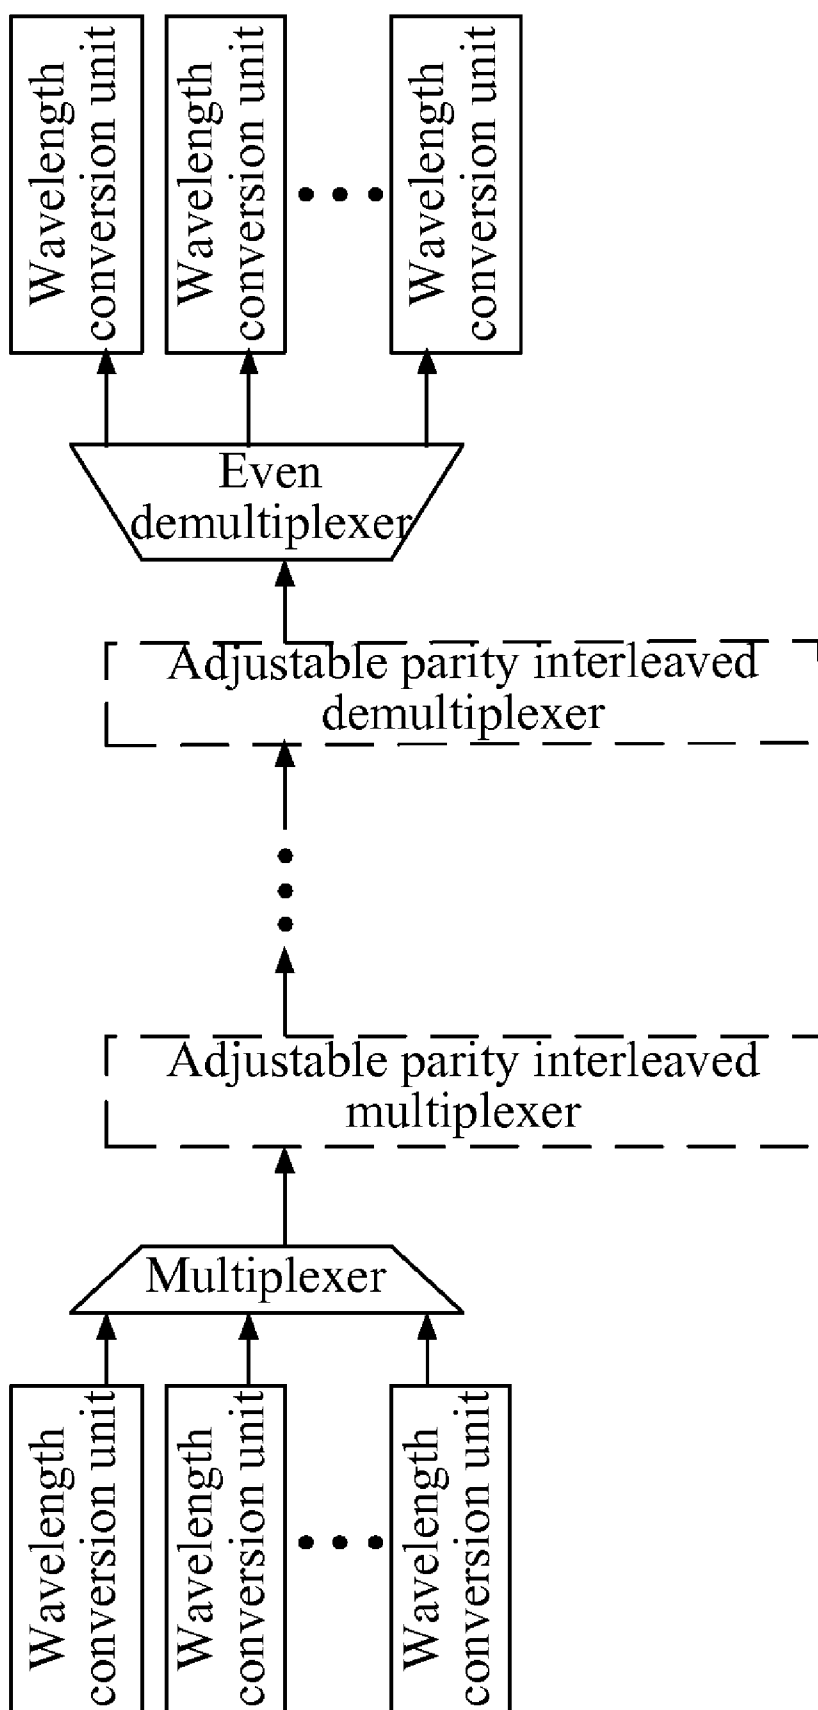 Wavelength
conversion unit
Wavelength
conversion unit
Wavelength
conversion unit
Even
demultiplexer
Adjustable parity interleaved
demultiplexer
Adjustable parity interleaved
multiplexer
Multiplexer
Wavelength
conversion unit
Wavelength
conversion unit
Wavelength
conversion unit